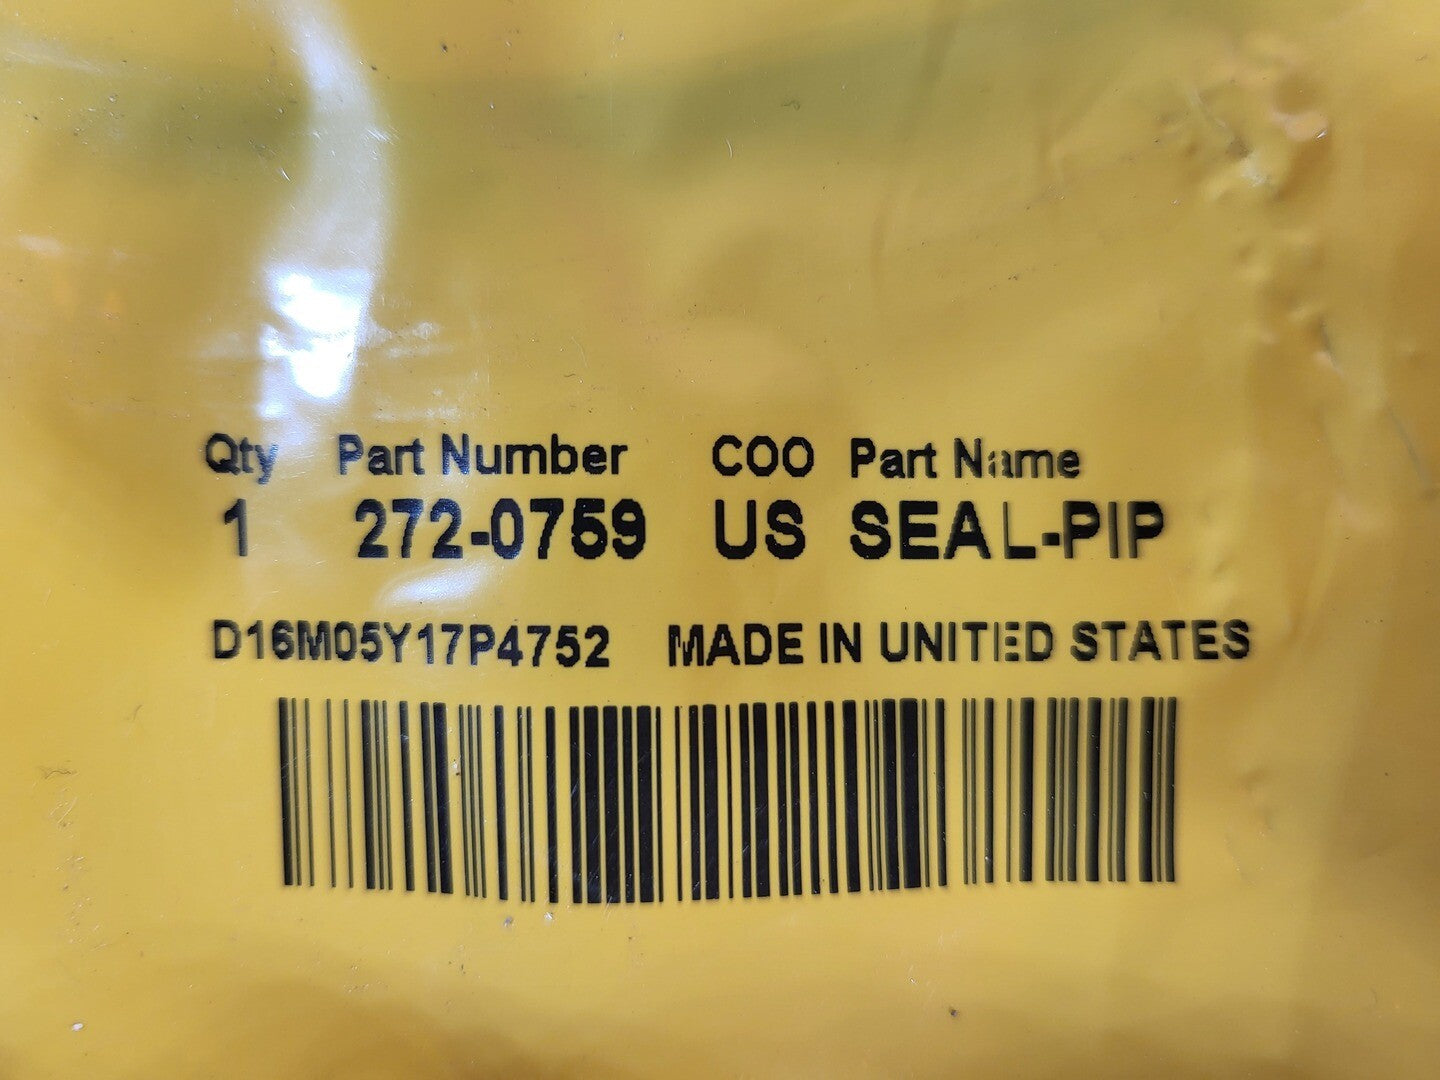 Qty Part Number COO Part Name
1 272-0759 US SEAL-PIP
D16M05Y17P4752 MADE IN UNITED STATES